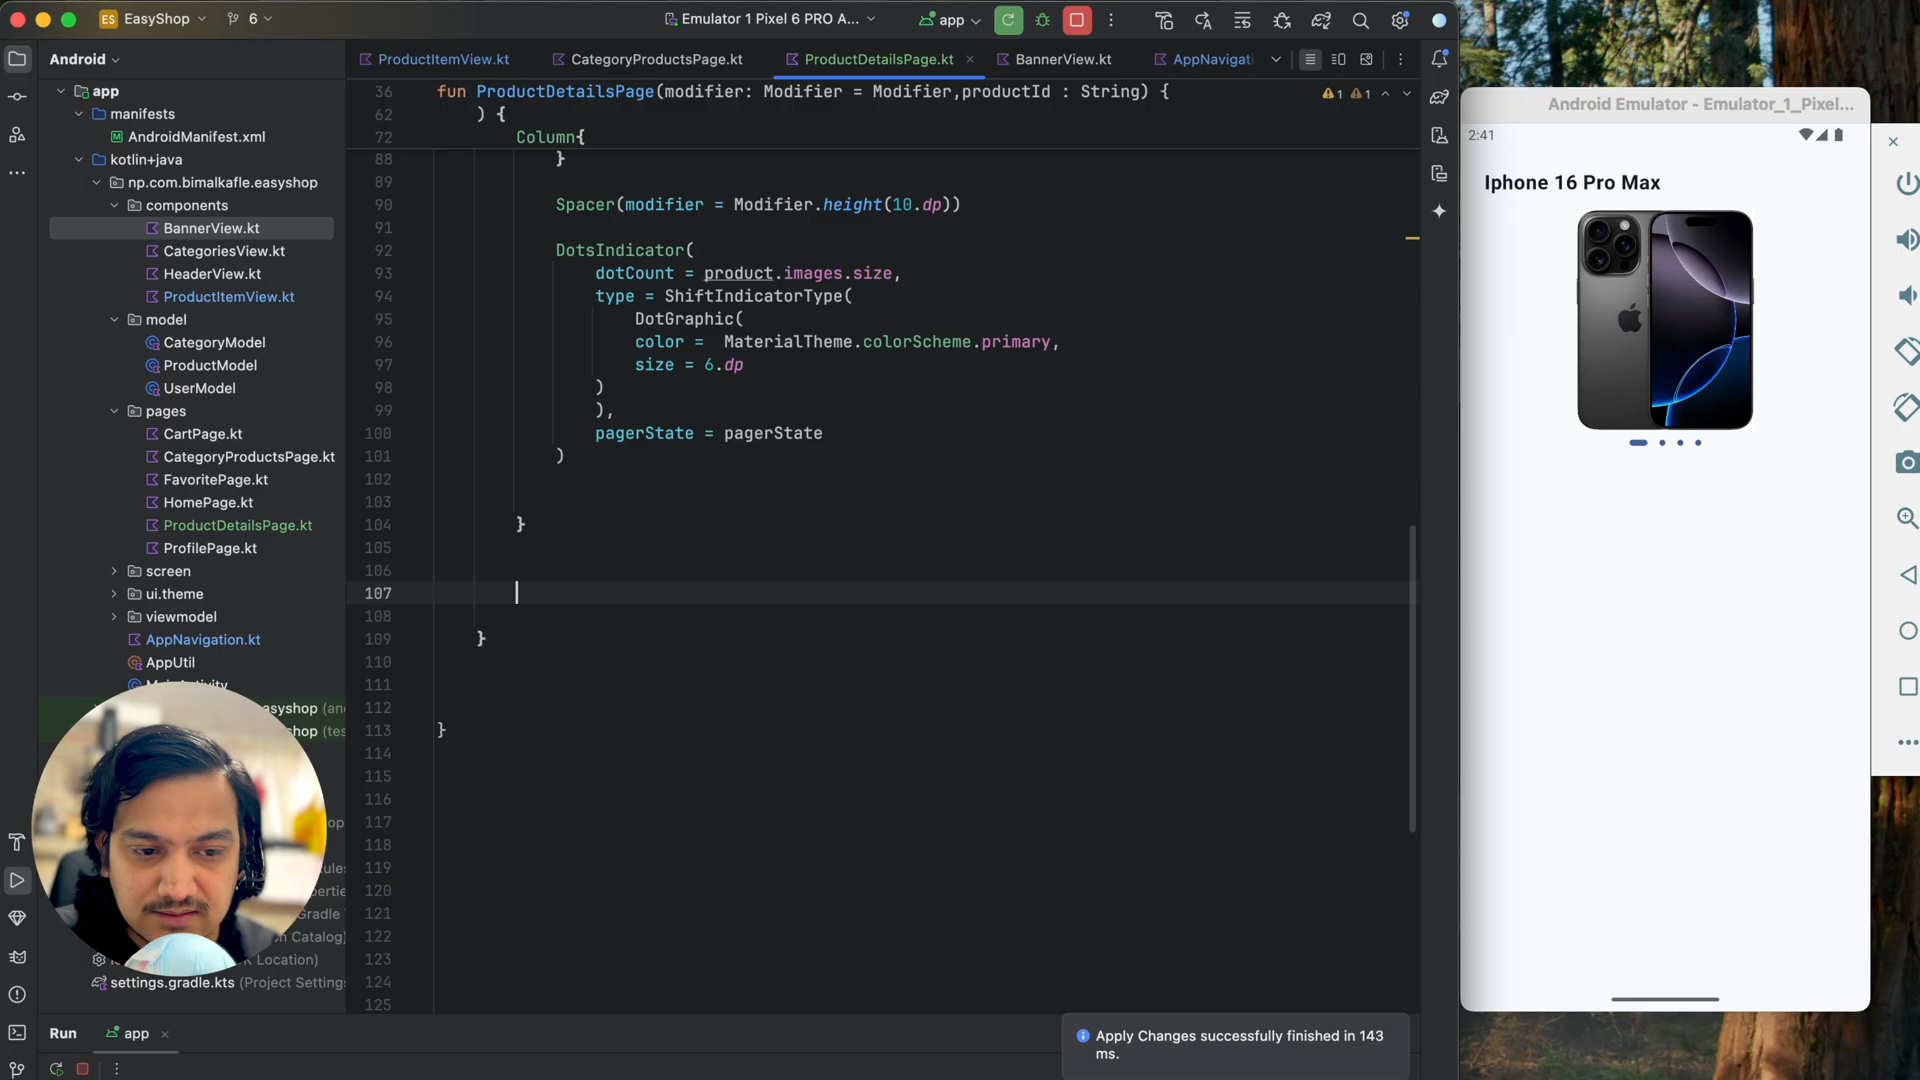 ES EasyShop
6
Emulator 1 Pixel 6 PRO A...
app
Android
ProductItemView.kt
CategoryProductsPage.kt
ProductDetailsPage.kt
BannerView.kt
AppNavigati
app
manifests
AndroidManifest.xml
kotlin+java
np.com.bimalkafle.easyshop
components
BannerView.kt
CategoriesView.kt
HeaderView.kt
ProductItemView.kt
model
CategoryModel
ProductModel
UserModel
pages
CartPage.kt
CategoryProductsPage.kt
FavoritePage.kt
HomePage.kt
ProductDetailsPage.kt
ProfilePage.kt
screen
ui.theme
viewmodel
AppNavigation.kt
AppUtil
asyshop (and
shop (tes
n Catalog)
K Location)
settings.gradle.kts (Project Setting
36 fun ProductDetailsPage(modifier: Modifier = Modifier,productId : String) {
62 ) {
72 Column{
1 1
88 }
89
90 Spacer(modifier = Modifier.height(10.dp))
91
92 DotsIndicator(
93 dotCount = product.images.size,
94 type = ShiftIndicatorType(
95 DotGraphic(
96 color =  MaterialTheme.colorScheme.primary,
97 size = 6.dp
98 )
99 ),
100 pagerState = pagerState
101 )
102
103
104 }
105
106
107
108
109 }
110
111
112
113 }
114
115
116
117
118
119
120
121
122
123
124
125
Run
app
Apply Changes successfully finished in 143
ms.
Android Emulator - Emulator_1_Pixel...
2:41
Iphone 16 Pro Max